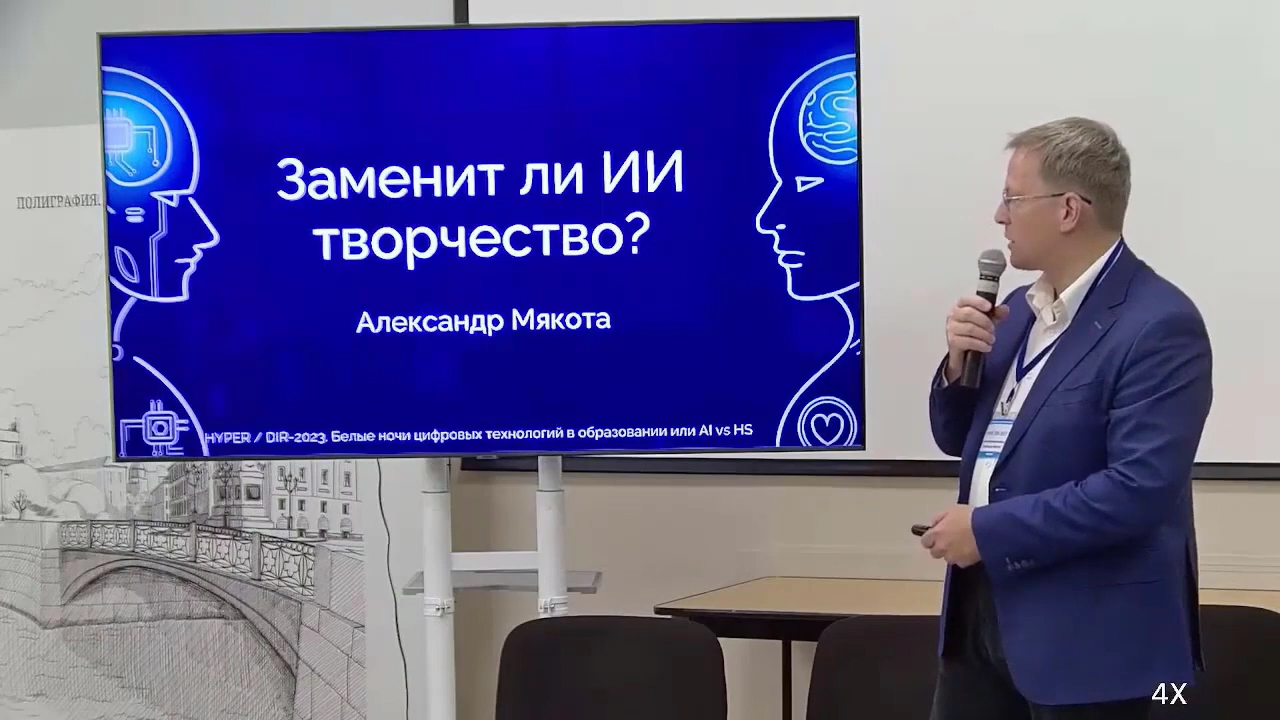 Заменит ли ИИ
творчество?
Александр Мякота
HYPER / DIR-2023. Белые ночи цифровых технологий в образовании или AI vs HS
ПОЛИГРАФИЯ
4X